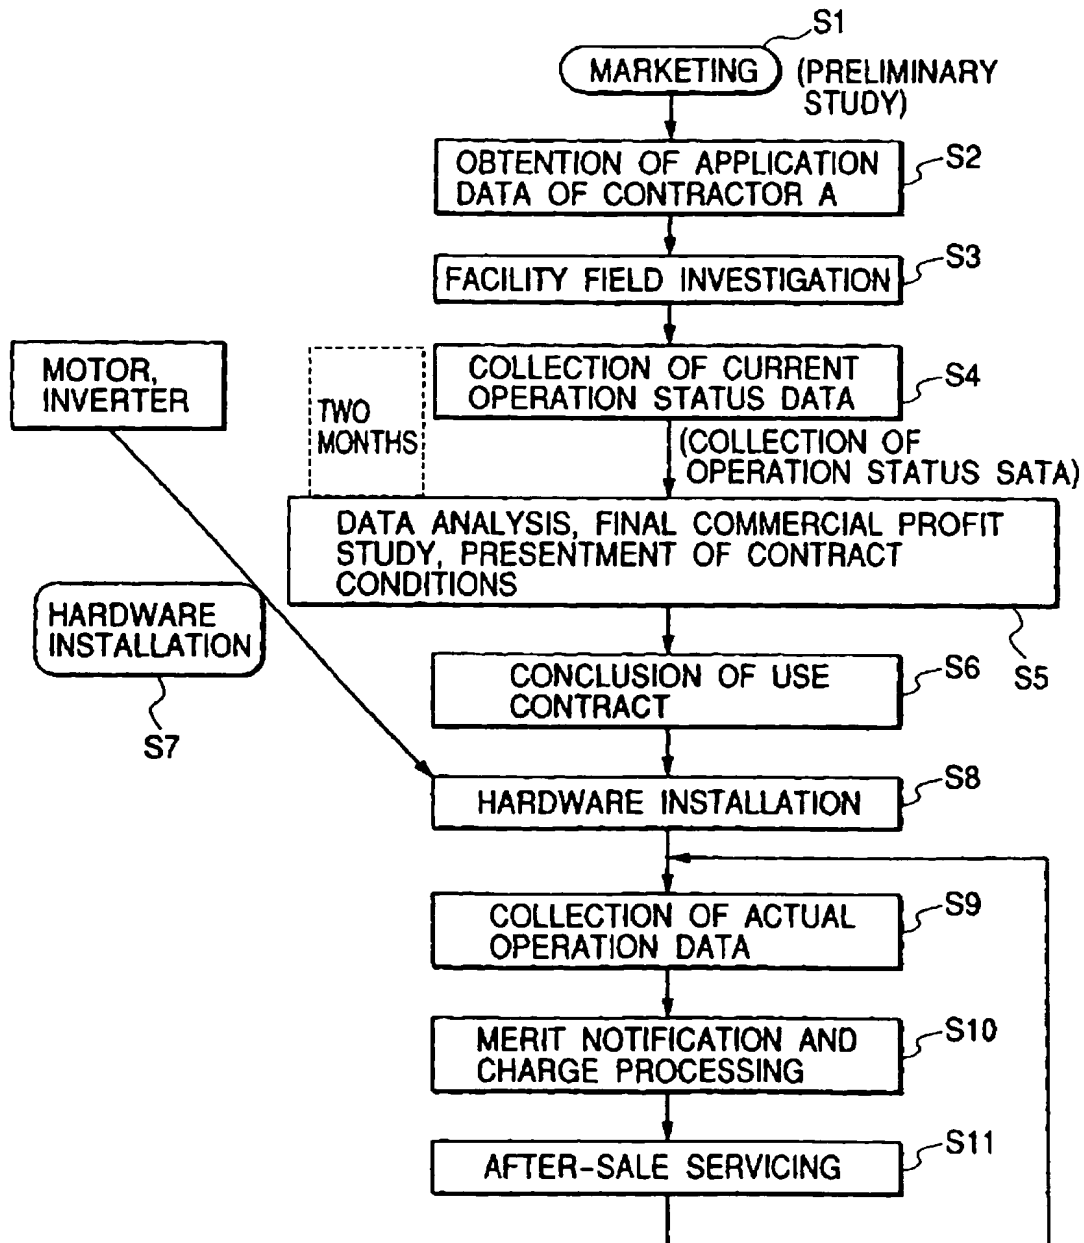 S1
MARKETING
(PRELIMINARY
STUDY)
OBTENTION OF APPLICATION
DATA OF CONTRACTOR A
S2
FACILITY FIELD INVESTIGATION
S3
MOTOR,
INVERTER
TWO
MONTHS
COLLECTION OF CURRENT
OPERATION STATUS DATA
S4
(COLLECTION OF
OPERATION STATUS SATA)
DATA ANALYSIS, FINAL COMMERCIAL PROFIT
STUDY, PRESENTMENT OF CONTRACT
CONDITIONS
S5
HARDWARE
INSTALLATION
S7
CONCLUSION OF USE
CONTRACT
S6
HARDWARE INSTALLATION
S8
COLLECTION OF ACTUAL
OPERATION DATA
S9
MERIT NOTIFICATION AND
CHARGE PROCESSING
S10
AFTER-SALE SERVICING
S11